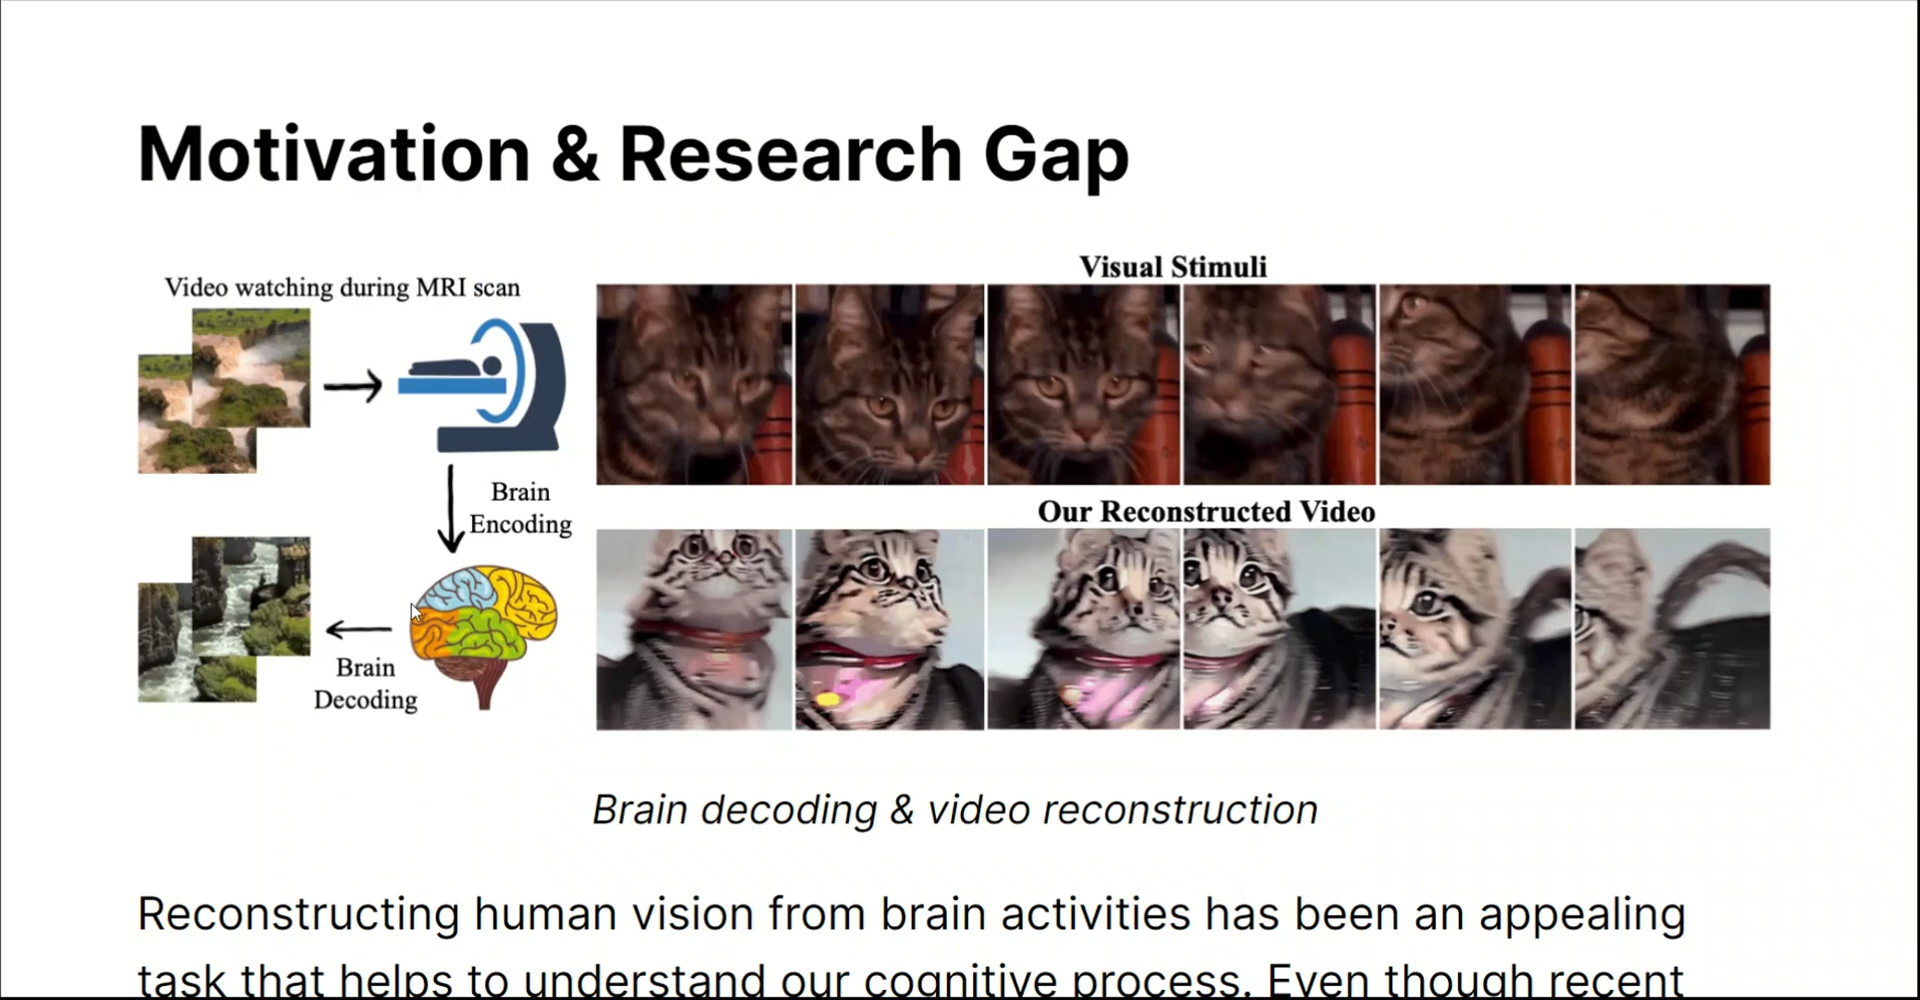 Motivation & Research Gap
Video watching during MRI scan
Brain
Encoding
Brain
Decoding
Visual Stimuli
Our Reconstructed Video
Brain decoding & video reconstruction
Reconstructing human vision from brain activities has been an appealing
task that helps to understand our cognitive process. Even though recent